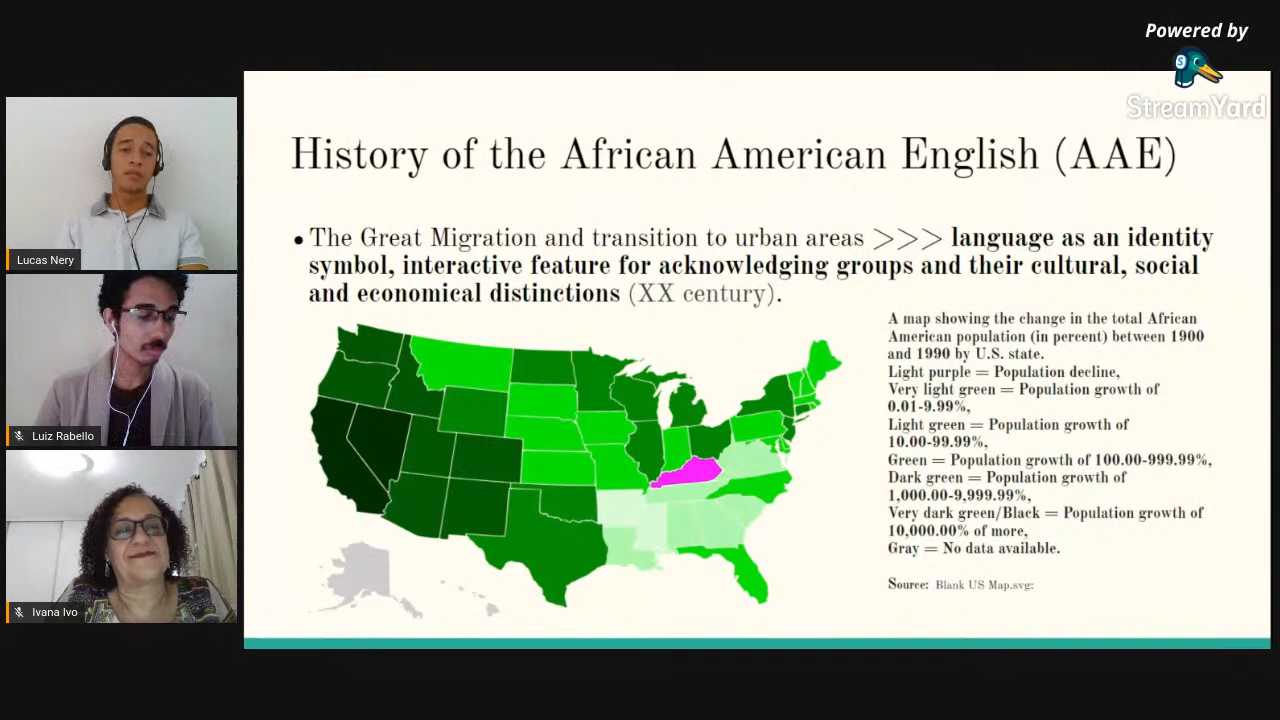 Powered by
StreamYard
History of the African American English (AAE)
• The Great Migration and transition to urban areas >>> language as an identity
symbol, interactive feature for acknowledging groups and their cultural, social
and economical distinctions (XX century).
A map showing the change in the total African
American population (in percent) between 1900
and 1990 by U.S. state.
Light purple = Population decline,
Very light green = Population growth of
0.01-9.99%,
Light green = Population growth of
10.00-99.99%,
Green = Population growth of 100.00-999.99%,
Dark green = Population growth of
1,000.00-9,999.99%,
Very dark green/Black = Population growth of
10,000.00% of more,
Gray = No data available.
Source: Blank US Map.svg:
Lucas Nery
Luiz Rabello
Ivana Ivo